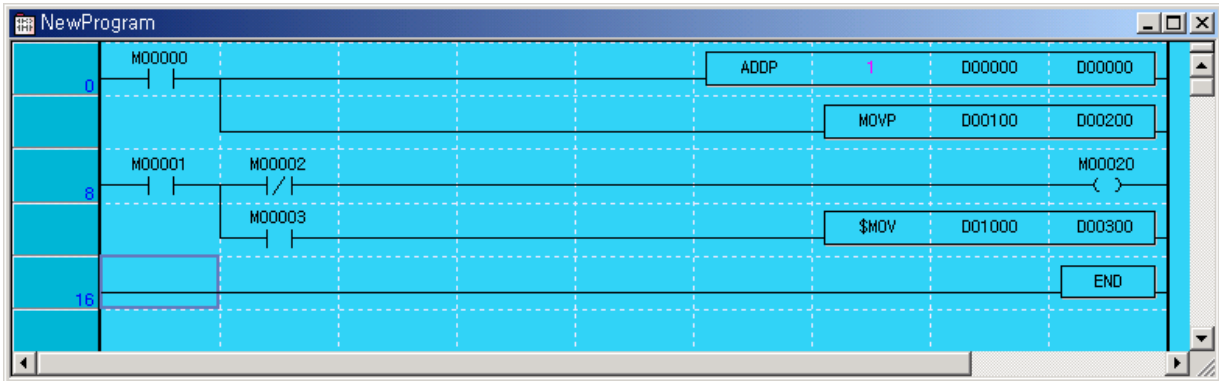 NewProgram
M00000
0
ADDP 1 D00000 D00000
MOVP D00100 D00200
M00001 M00002 M00020
8
M00003
$MOV D01000 D00300
END
16